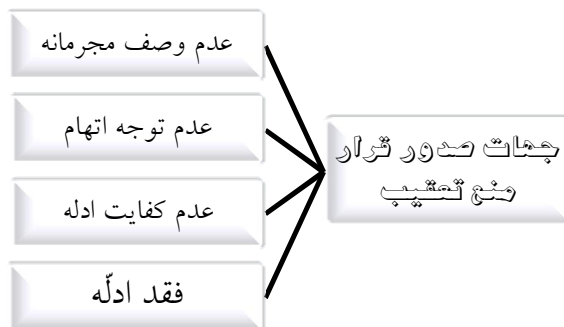 جهات صدور قرار
منع تعقیب
عدم وصف مجرمانه
عدم توجه اتهام
عدم کفایت ادله
فقد ادلّه